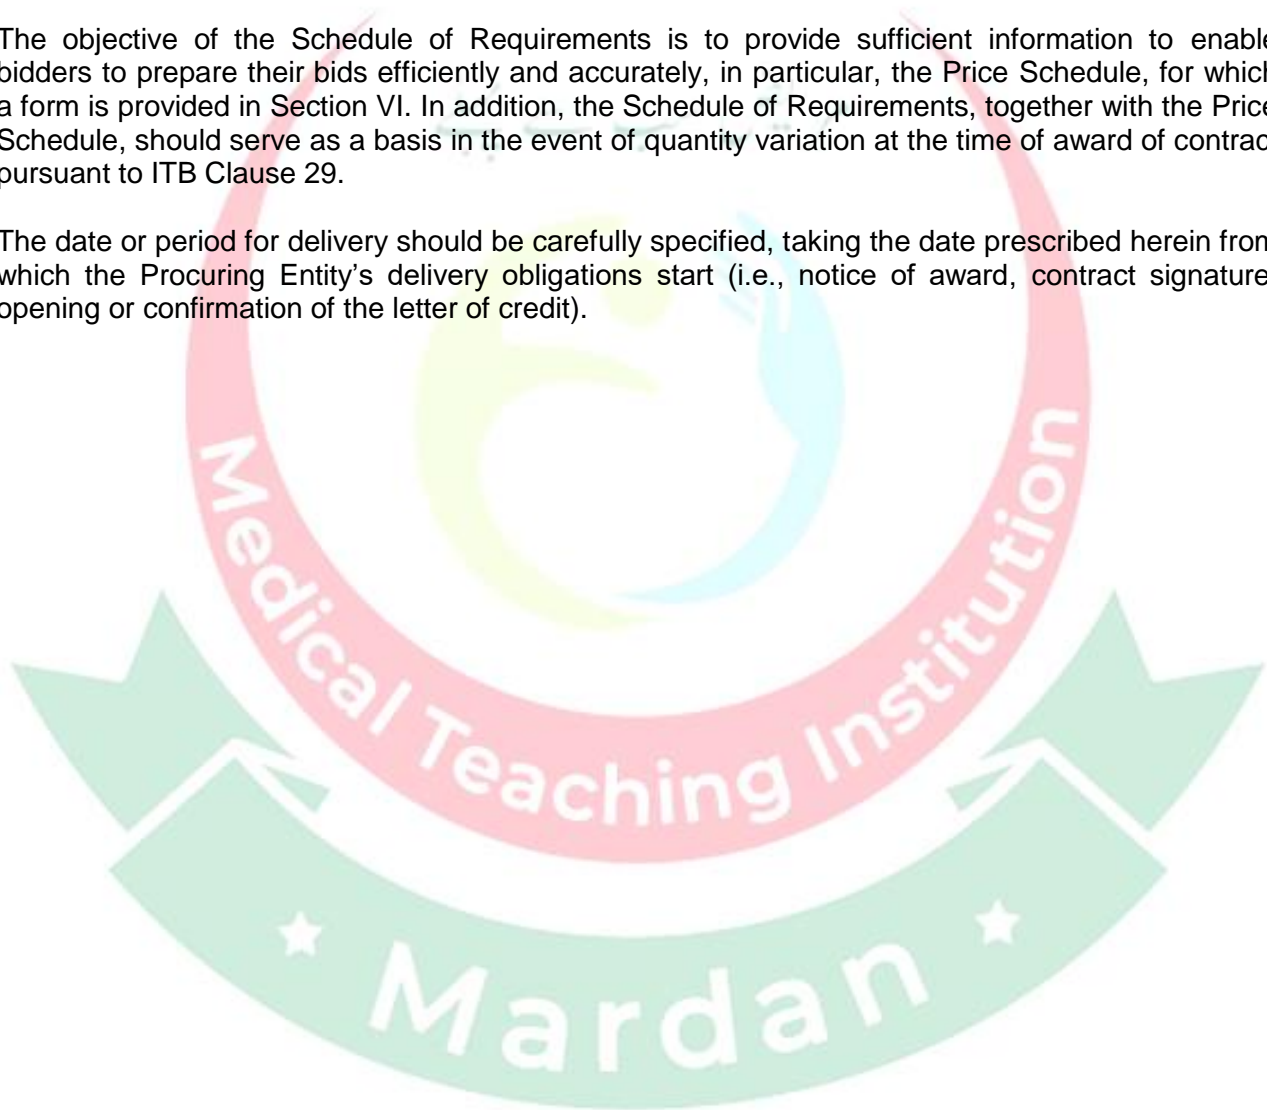 The objective of the Schedule of Requirements is to provide sufficient information to enable
bidders to prepare their bids efficiently and accurately, in particular, the Price Schedule, for which
a form is provided in Section VI. In addition, the Schedule of Requirements, together with the Price
Schedule, should serve as a basis in the event of quantity variation at the time of award of contrac
pursuant to ITB Clause 29.
The date or period for delivery should be carefully specified, taking the date prescribed herein from
which the Procuring Entity’s delivery obligations start (i.e., notice of award, contract signature
opening or confirmation of the letter of credit).
Medical Teaching Institution
Mardan